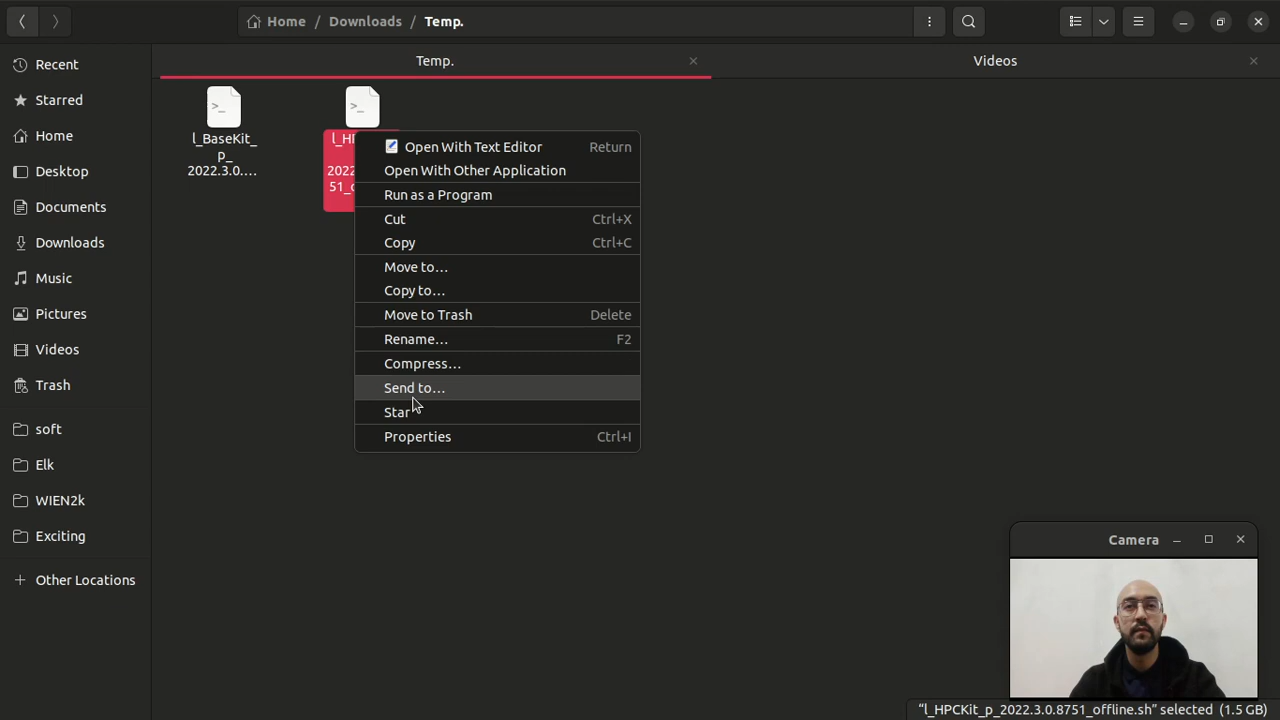 Home / Downloads / Temp.
Temp.
Videos
Recent
Starred
Home
Desktop
Documents
Downloads
Music
Pictures
Videos
Trash
soft
Elk
WIEN2k
Exciting
Other Locations
>_
l_BaseKit_
p_
2022.3.0.…
>_
l_HP
2022
51_
Open With Text Editor Return
Open With Other Application
Run as a Program
Cut Ctrl+X
Copy Ctrl+C
Move to…
Copy to…
Move to Trash Delete
Rename… F2
Compress…
Send to…
Star
Properties Ctrl+I
Camera
“l_HPCKit_p_2022.3.0.8751_offline.sh” selected (1.5 GB)